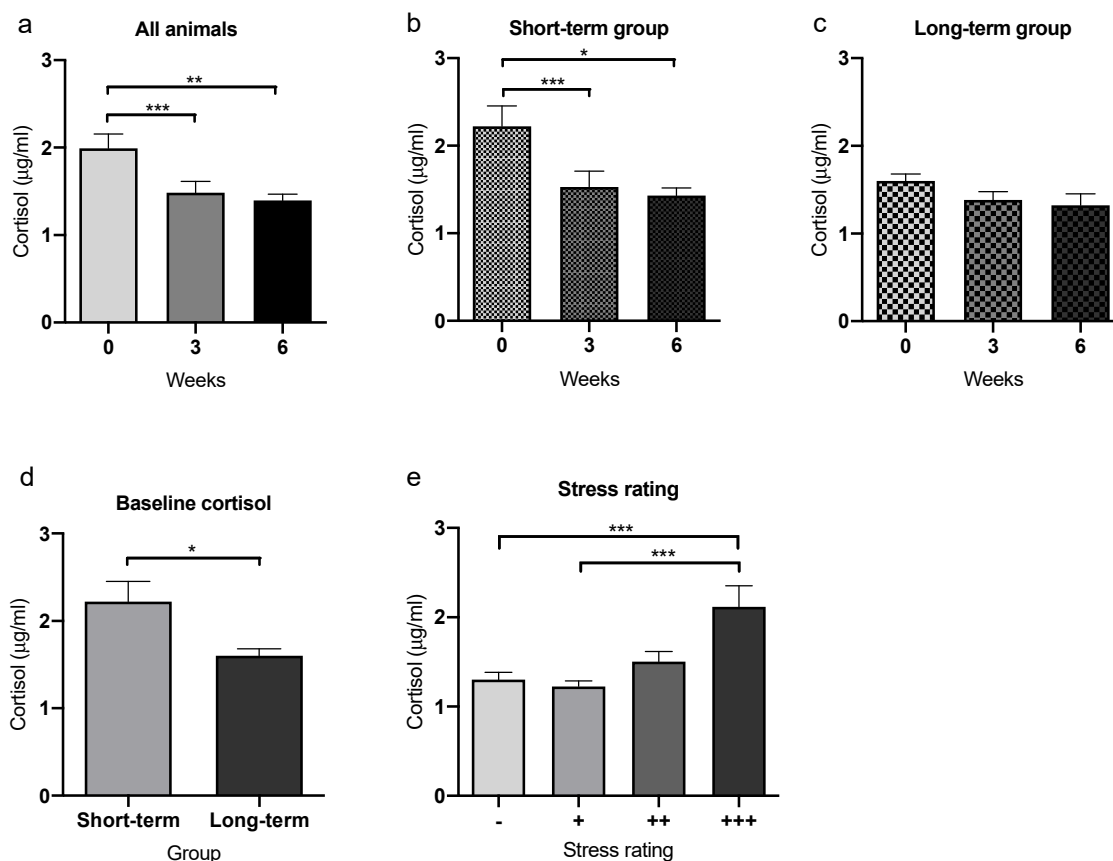 a
All animals
3
2
1
0
Cortisol (μg/ml)
**
***
0 3 6
Weeks
b
Short-term group
3
2
1
0
Cortisol (μg/ml)
*
***
0 3 6
Weeks
c
Long-term group
3
2
1
0
Cortisol (μg/ml)
0 3 6
Weeks
d
Baseline cortisol
3
2
1
0
Cortisol (μg/ml)
*
Short-term Long-term
Group
e
Stress rating
3
2
1
0
Cortisol (μg/ml)
***
***
- + ++ +++
Stress rating